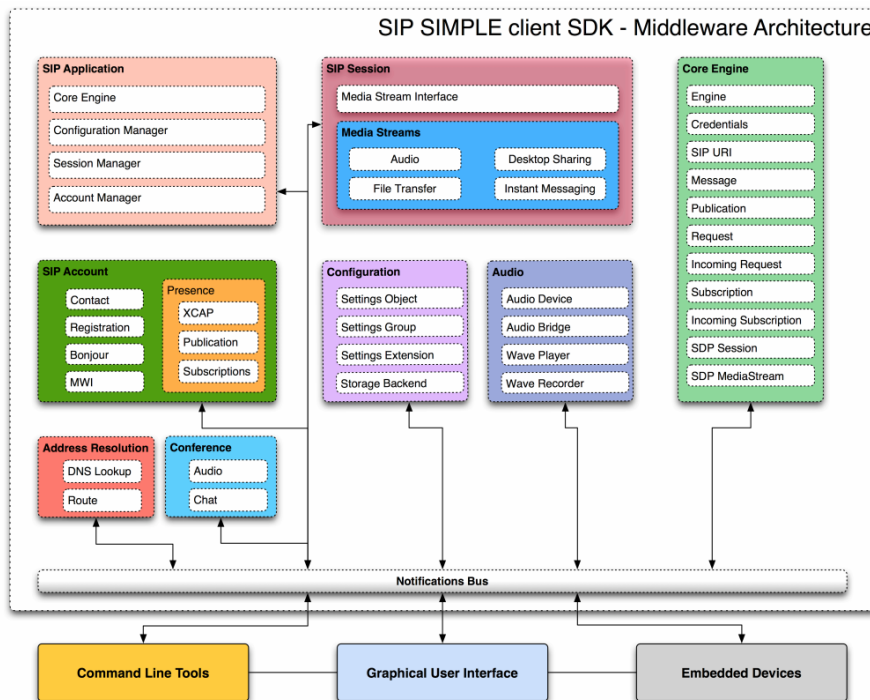 SIP SIMPLE client SDK - Middleware Architecture
SIP Application
Core Engine
Configuration Manager
Session Manager
Account Manager
SIP Session
Media Stream Interface
Media Streams
Audio
Desktop Sharing
File Transfer
Instant Messaging
Core Engine
Engine
Credentials
SIP URI
Message
Publication
Request
Incoming Request
Subscription
Incoming Subscription
SDP Session
SDP MediaStream
SIP Account
Contact
Registration
Bonjour
MWI
Presence
XCAP
Publication
Subscriptions
Configuration
Settings Object
Settings Group
Settings Extension
Storage Backend
Audio
Audio Device
Audio Bridge
Wave Player
Wave Recorder
Address Resolution
DNS Lookup
Route
Conference
Audio
Chat
Notifications Bus
Command Line Tools
Graphical User Interface
Embedded Devices